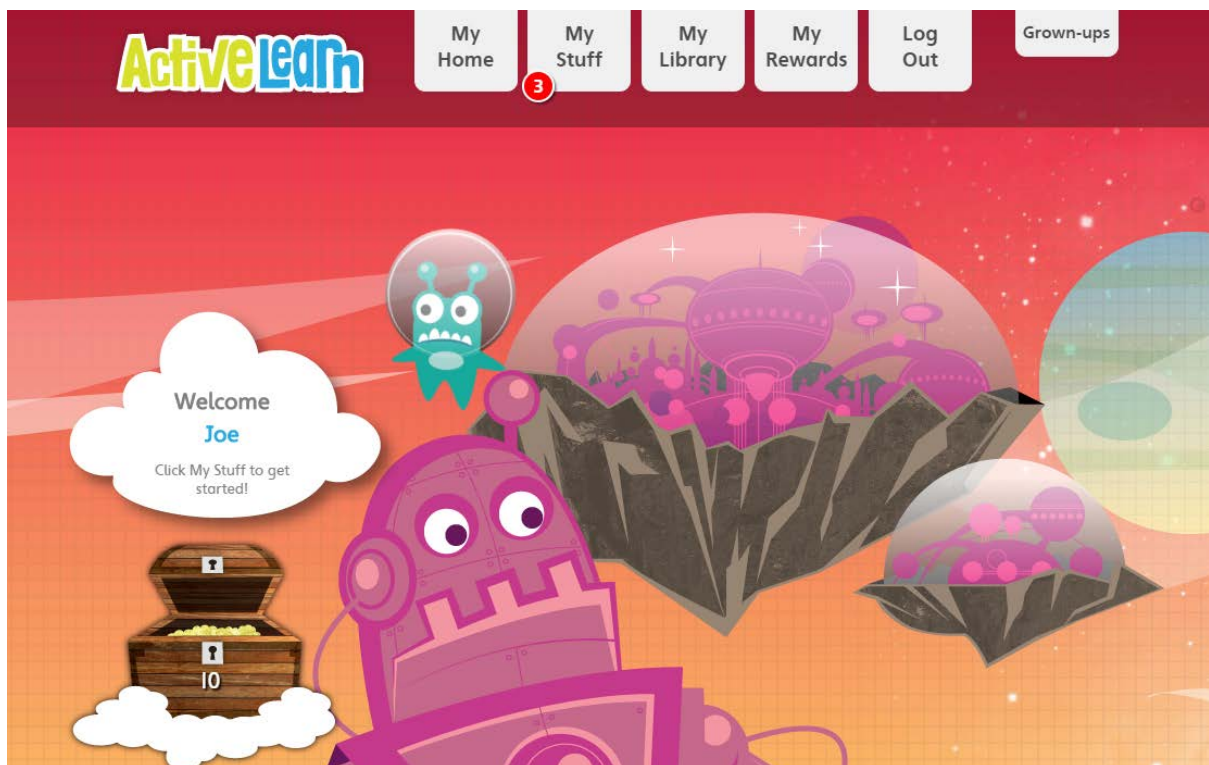 ActiveLearn
My
Home
My
Stuff
3
My
Library
My
Rewards
Log
Out
Grown-ups
Welcome
Joe
Click My Stuff to get
started!
10